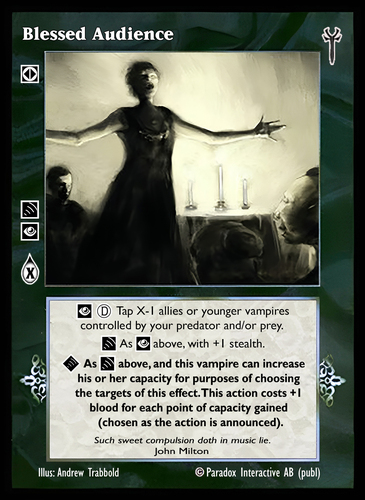 Blessed Audience
X
D Tap X-1 allies or younger vampires
controlled by your predator and/or prey.
As above, with +1 stealth.
As above, and this vampire can increase
his or her capacity for purposes of choosing
the targets of this effect. This action costs +1
blood for each point of capacity gained
(chosen as the action is announced).
Such sweet compulsion doth in music lie.
John Milton
Illus: Andrew Trabbold © Paradox Interactive AB (publ)